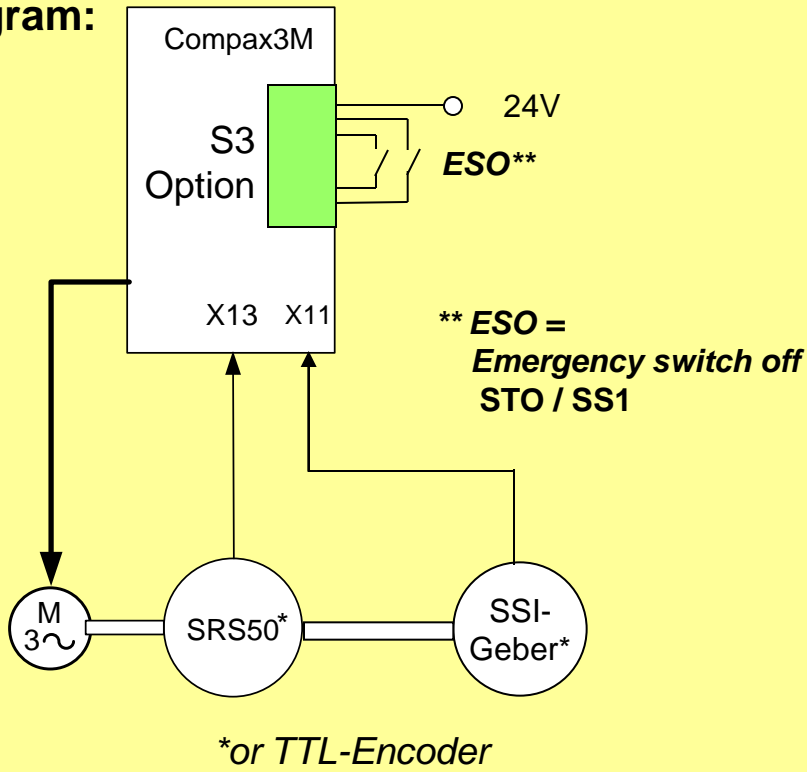 gram:
Compax3M
S3
Option
24V
ESO**
X13 X11
** ESO =
Emergency switch off
STO / SS1
M
3~
SRS50*
SSI-
Geber*
*or TTL-Encoder